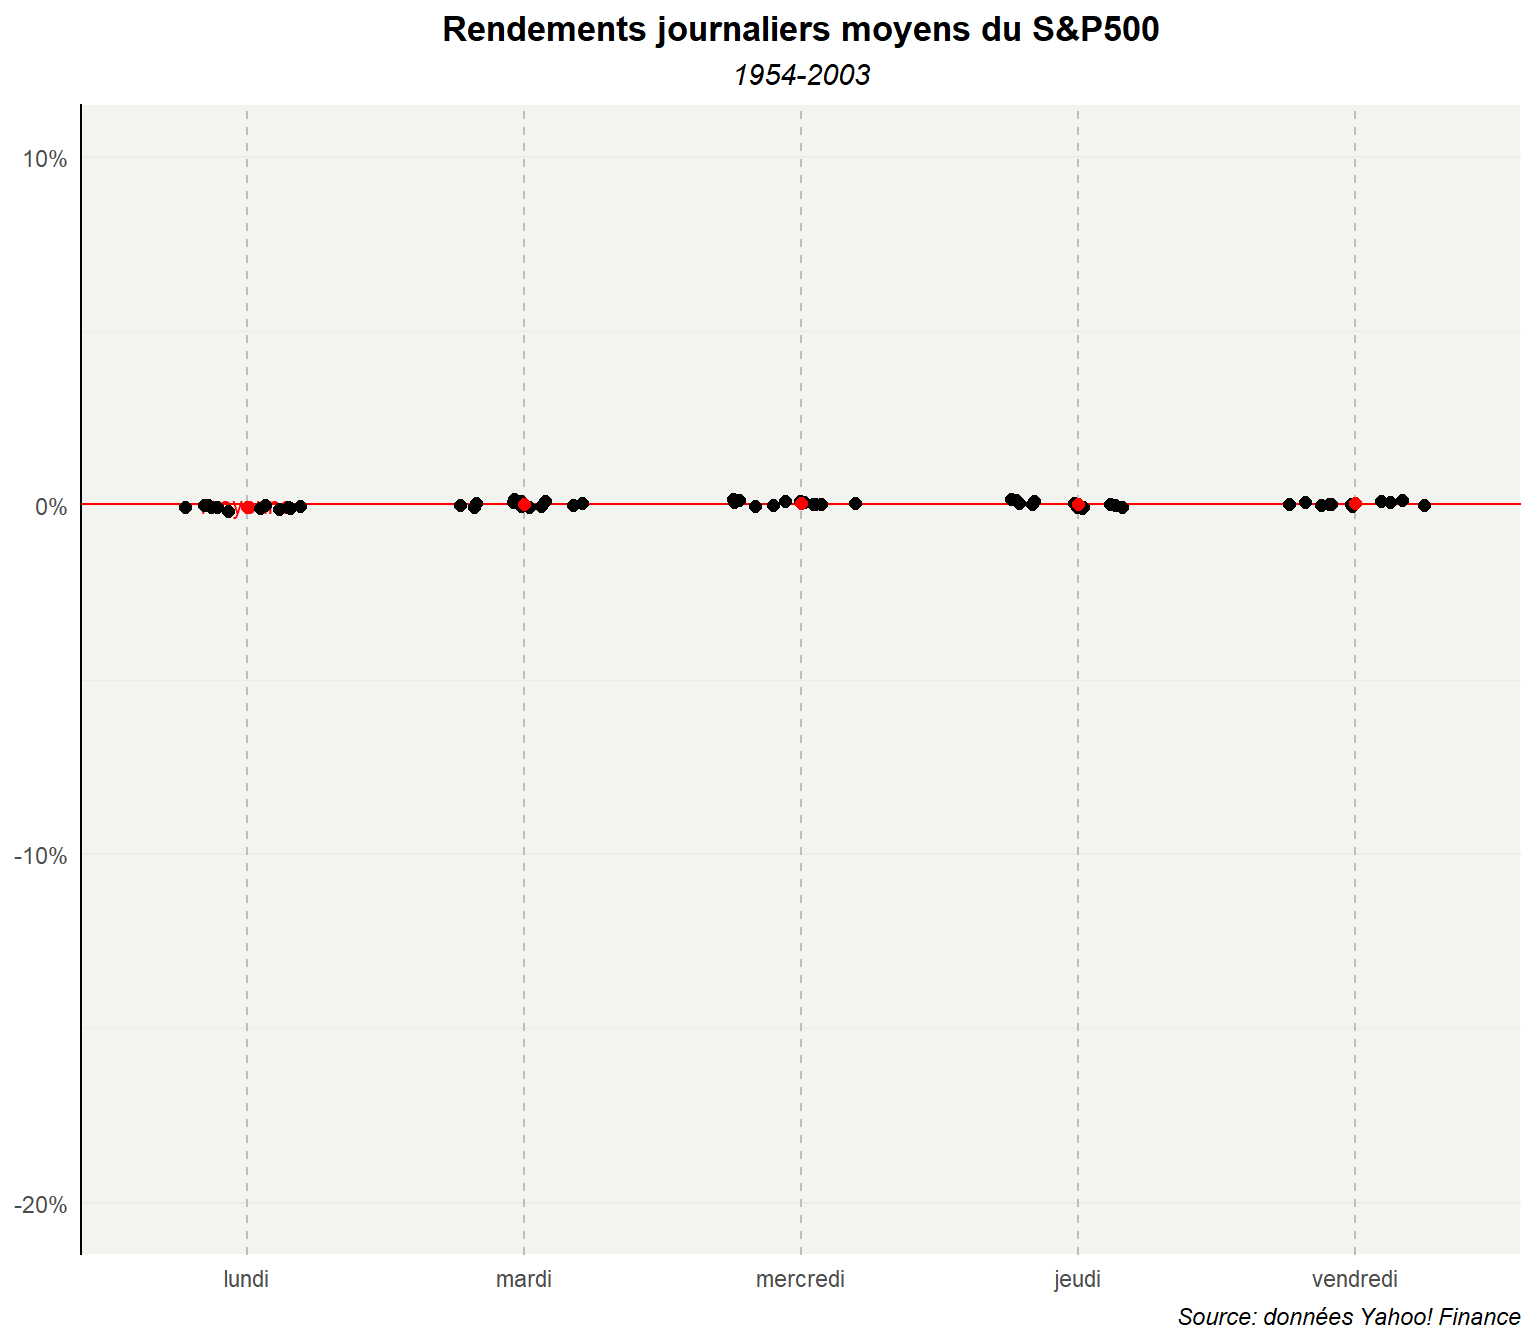 Rendements journaliers moyens du S&P500
1954-2003
10%
0%
-10%
-20%
lundi
mardi
mercredi
jeudi
vendredi
Source: données Yahoo! Finance